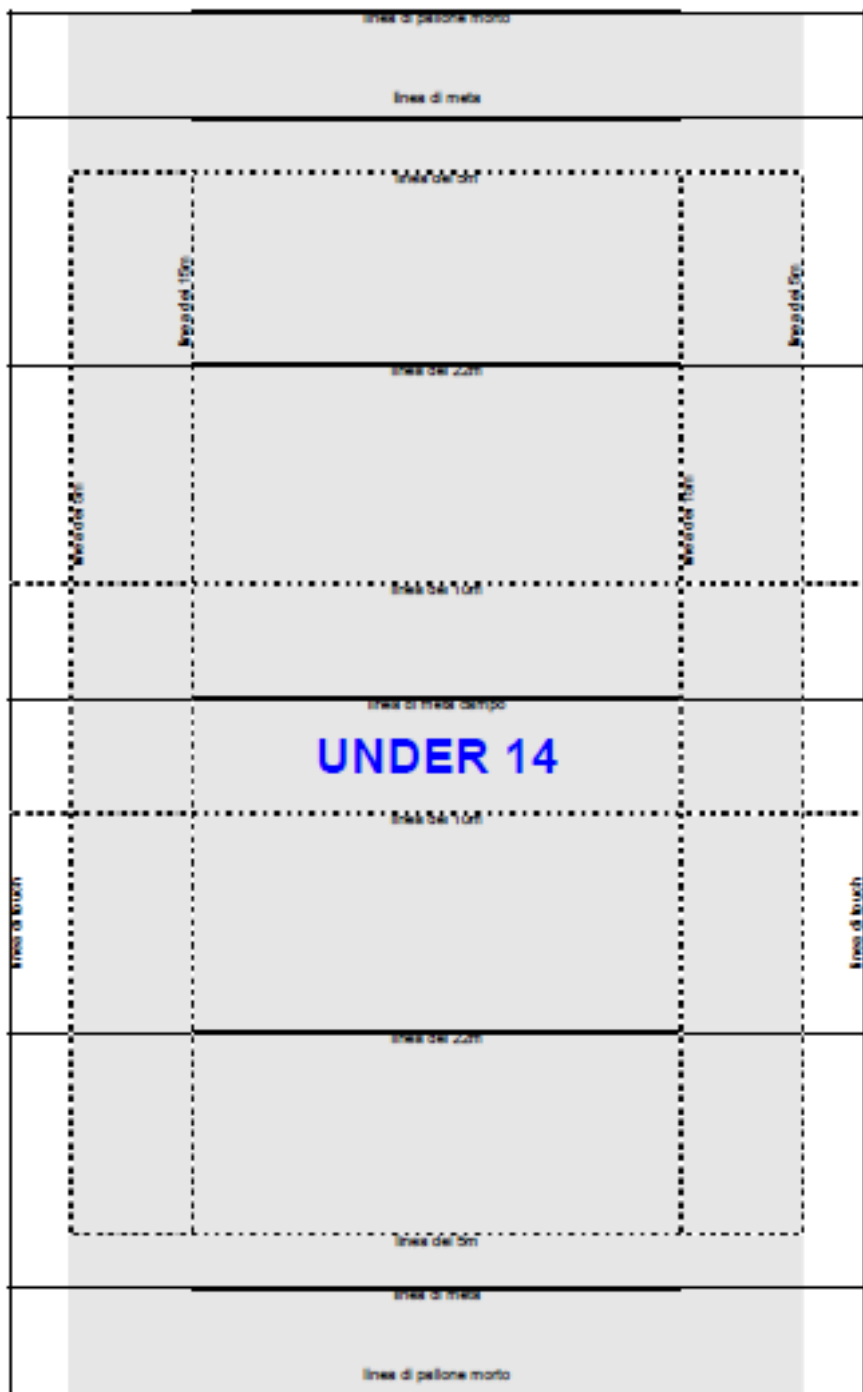 linea di pallone morto
linea di meta
linea dei 5m
linea dei 15m
linea dei 5m
linea dei 22m
linea dei 5m
linea dei 15m
linea dei 10m
linea di meta campo
UNDER 14
linea dei 10m
linea di touch
linea di touch
linea dei 22m
linea dei 5m
linea di meta
linea di pallone morto